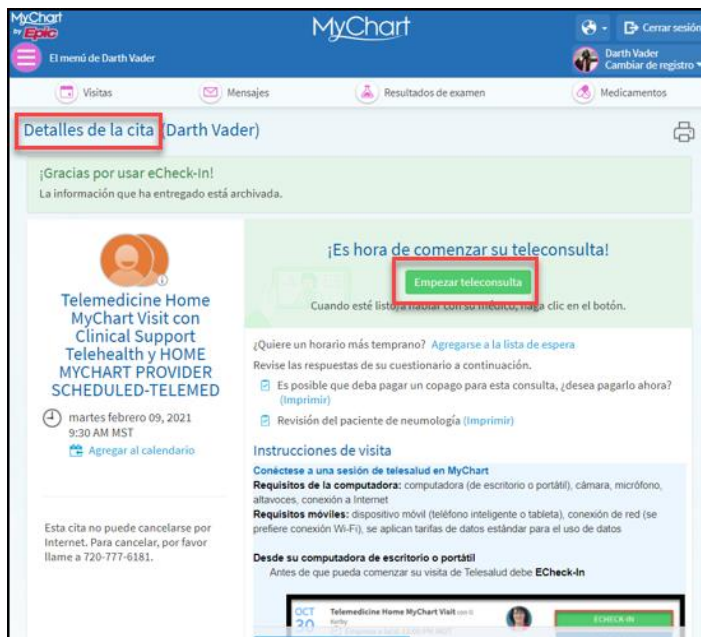 MyChart
by Epic
MyChart
Cerrar sesión
El menú de Darth Vader
Darth Vader
Cambiar de registro
Visitas
Mensajes
Resultados de examen
Medicamentos
Detalles de la cita (Darth Vader)
¡Gracias por usar eCheck-In!
La información que ha entregado está archivada.
¡Es hora de comenzar su teleconsulta!
Empezar teleconsulta
Cuando esté listo/a hablar con su médico, haga clic en el botón.
Telemedicine Home
MyChart Visit con
Clinical Support
Telehealth y HOME
MYCHART PROVIDER
SCHEDULED-TELEMED
martes febrero 09, 2021
9:30 AM MST
Agregar al calendario
Esta cita no puede cancelarse por
Internet. Para cancelar, por favor
llame a 720-777-6181.
¿Quiere un horario más temprano? Agregarse a la lista de espera
Revise las respuestas de su cuestionario a continuación.
Es posible que deba pagar un copago para esta consulta, ¿desea pagarlo ahora?
(Imprimir)
Revisión del paciente de neumología (Imprimir)
Instrucciones de visita
Conéctese a una sesión de telesalud en MyChart
Requisitos de la computadora: computadora (de escritorio o portátil), cámara, micrófono,
altavoces, conexión a Internet
Requisitos móviles: dispositivo móvil (teléfono inteligente o tableta), conexión de red (se
prefiere conexión Wi-Fi), se aplican tarifas de datos estándar para el uso de datos
Desde su computadora de escritorio o portátil
Antes de que pueda comenzar su visita de Telesalud debe ECheck-In
OCT
30
Telemedicine Home MyChart Visit con
Kerby
ECHECK-IN